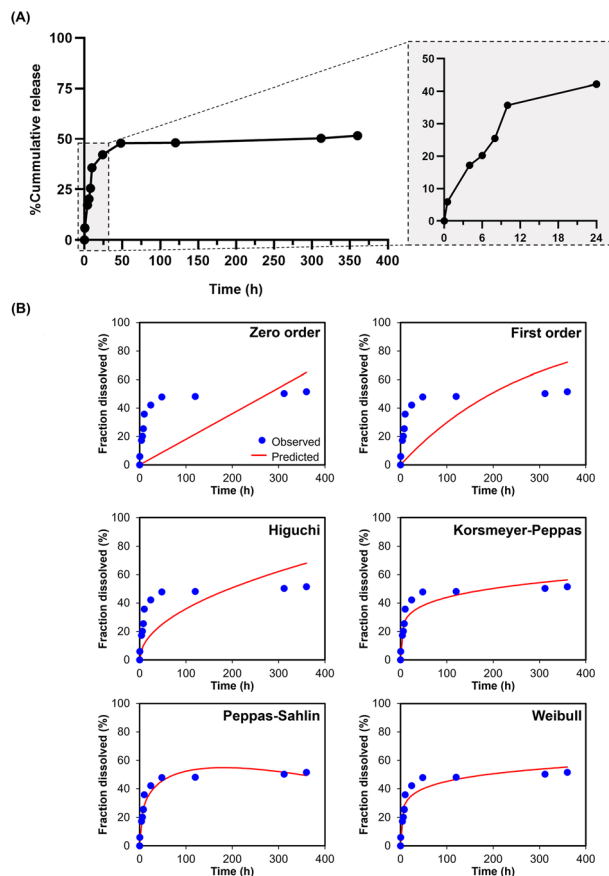 (A)
%Cummulative release
100
75
50
25
0
0 50 100 150 200 250 300 350 400
Time (h)
50
40
30
20
10
0
0 6 12 18 24
(B)
Zero order
Fraction dissolved (%)
100
80
60
40
20
0
Observed
Predicted
0 100 200 300 400
Time (h)
First order
Fraction dissolved (%)
100
80
60
40
20
0
0 100 200 300 400
Time (h)
Higuchi
Fraction dissolved (%)
100
80
60
40
20
0
0 100 200 300 400
Time (h)
Korsmeyer-Peppas
Fraction dissolved (%)
100
80
60
40
20
0
0 100 200 300 400
Time (h)
Peppas-Sahlin
Fraction dissolved (%)
100
80
60
40
20
0
0 100 200 300 400
Time (h)
Weibull
Fraction dissolved (%)
100
80
60
40
20
0
0 100 200 300 400
Time (h)